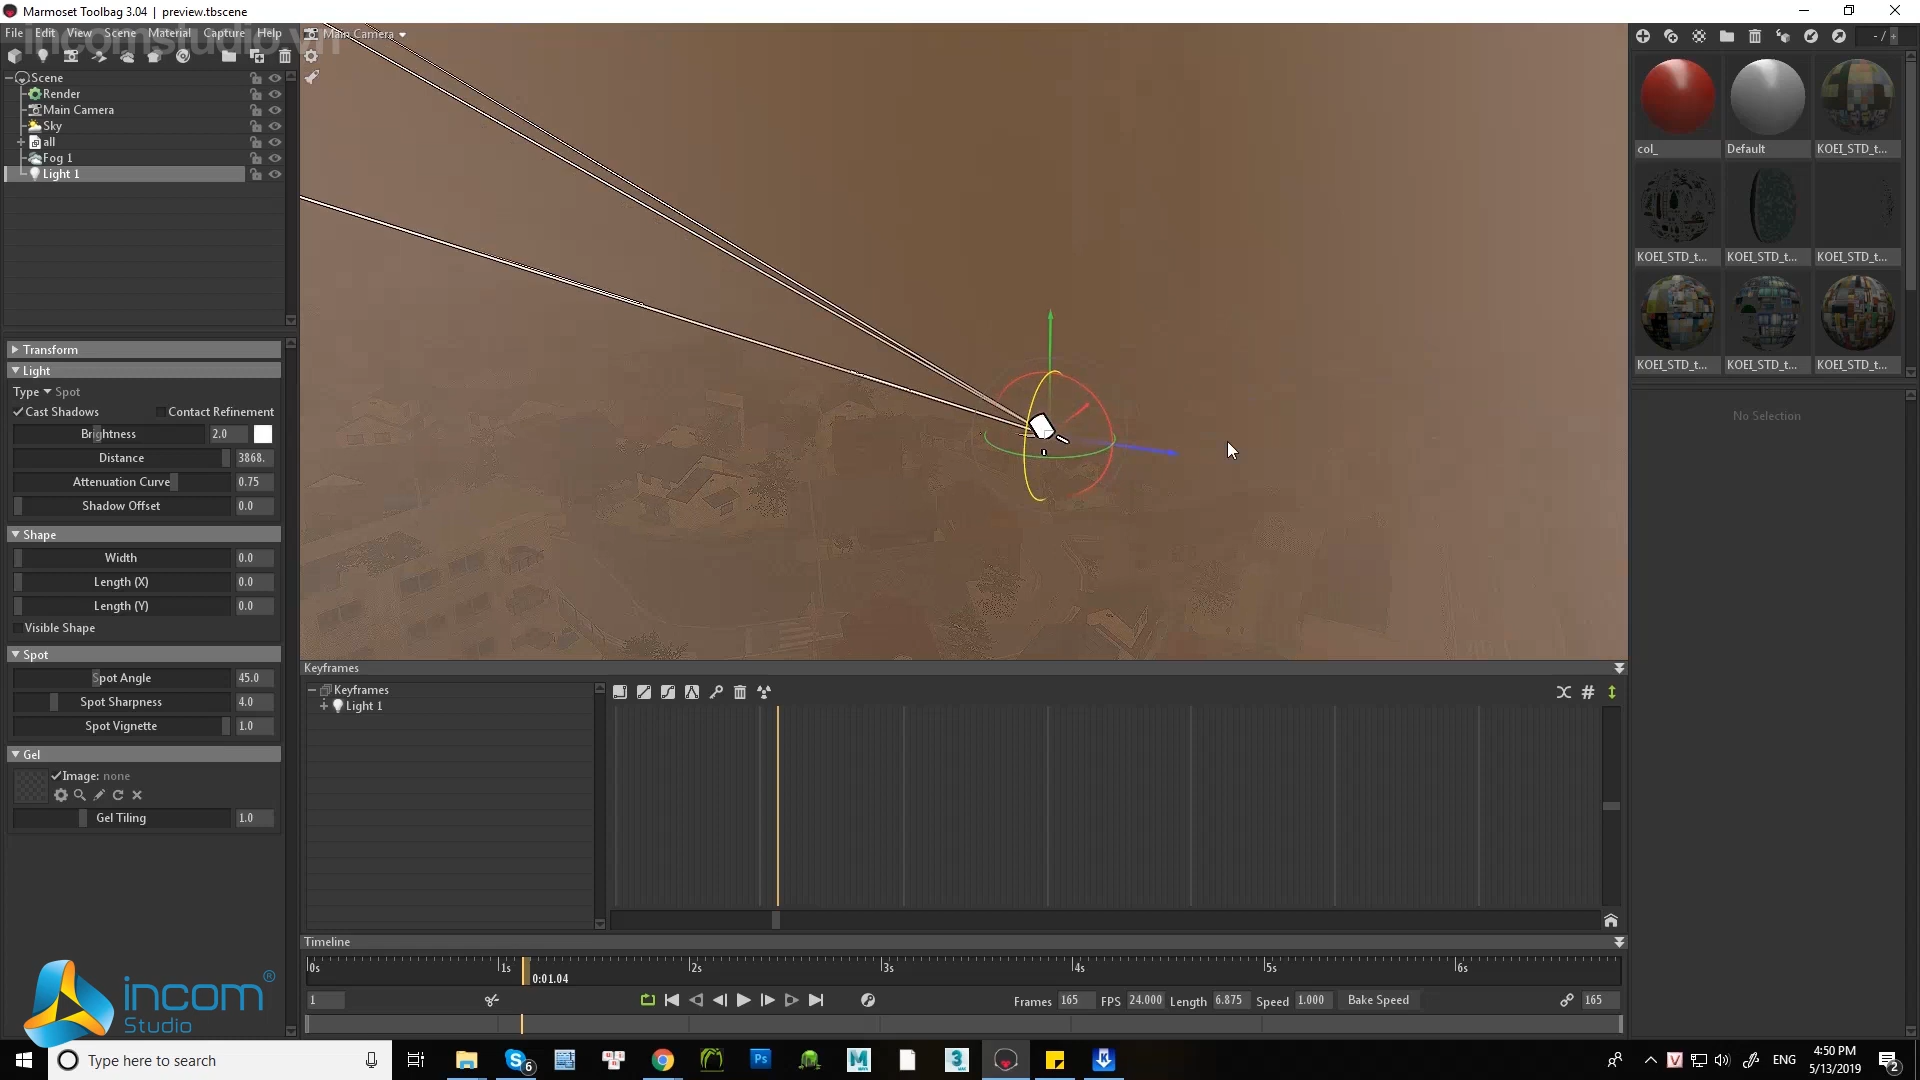 Marmoset Toolbag 3.04 | preview.tbscene
File Edit View Scene Material Capture Help
incomstudio.vn
Main Camera
- / +
Scene
Render
Main Camera
Sky
all
Fog 1
Light 1
col_
Default
KOEI_STD_t...
KOEI_STD_t...
KOEI_STD_t...
KOEI_STD_t...
KOEI_STD_t...
KOEI_STD_t...
KOEI_STD_t...
No Selection
Transform
Light
Type Spot
Cast Shadows
Contact Refinement
Brightness 2.0
Distance 3868.
Attenuation Curve 0.75
Shadow Offset 0.0
Shape
Width 0.0
Length (X) 0.0
Length (Y) 0.0
Visible Shape
Spot
Spot Angle 45.0
Spot Sharpness 4.0
Spot Vignette 1.0
Gel
Image: none
Gel Tiling 1.0
Keyframes
Keyframes
Light 1
Timeline
0s 1s 2s 3s 4s 5s 6s
0:01.04
1
Frames 165 FPS 24.000 Length 6.875 Speed 1.000 Bake Speed 165
incom®
Studio
Type here to search
6
Ps
M
3
K
V
ENG
4:50 PM
5/13/2019
2